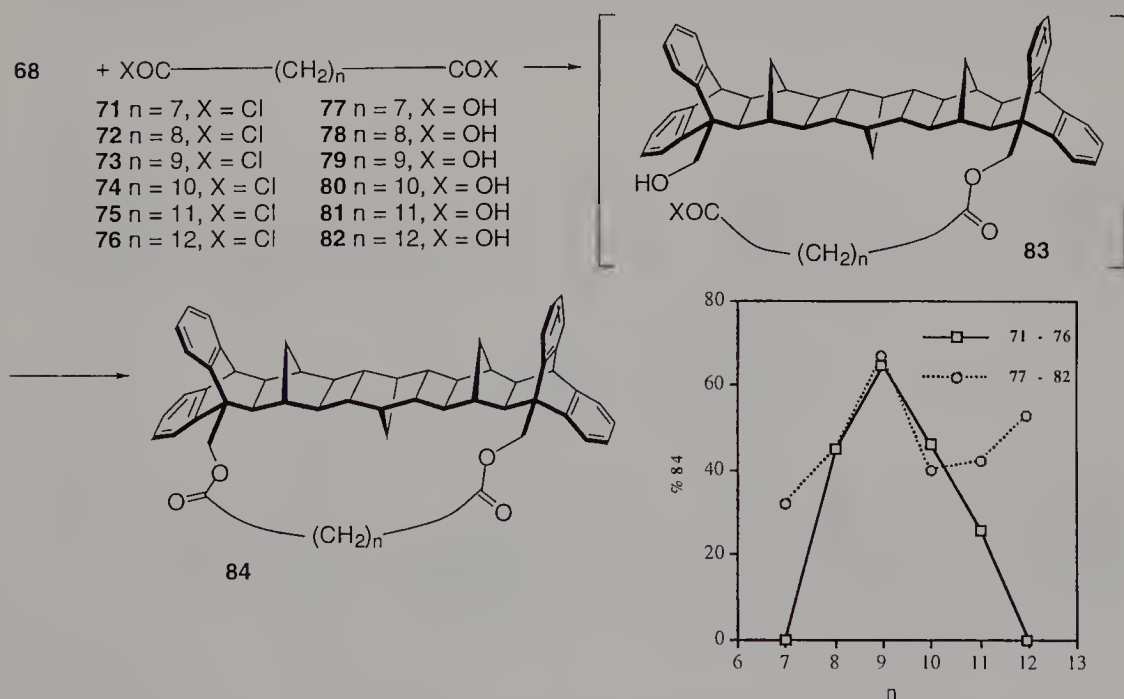 68 + XOC (CH2)n COX
71 n = 7, X = Cl 77 n = 7, X = OH
72 n = 8, X = Cl 78 n = 8, X = OH
73 n = 9, X = Cl 79 n = 9, X = OH
74 n = 10, X = Cl 80 n = 10, X = OH
75 n = 11, X = Cl 81 n = 11, X = OH
76 n = 12, X = Cl 82 n = 12, X = OH
HO
O
XOC
O
(CH2)n
83
O
O
O
O
(CH2)n
84
80
60
40
20
0
% 84
71 - 76
77 - 82
6 7 8 9 10 11 12 13
n